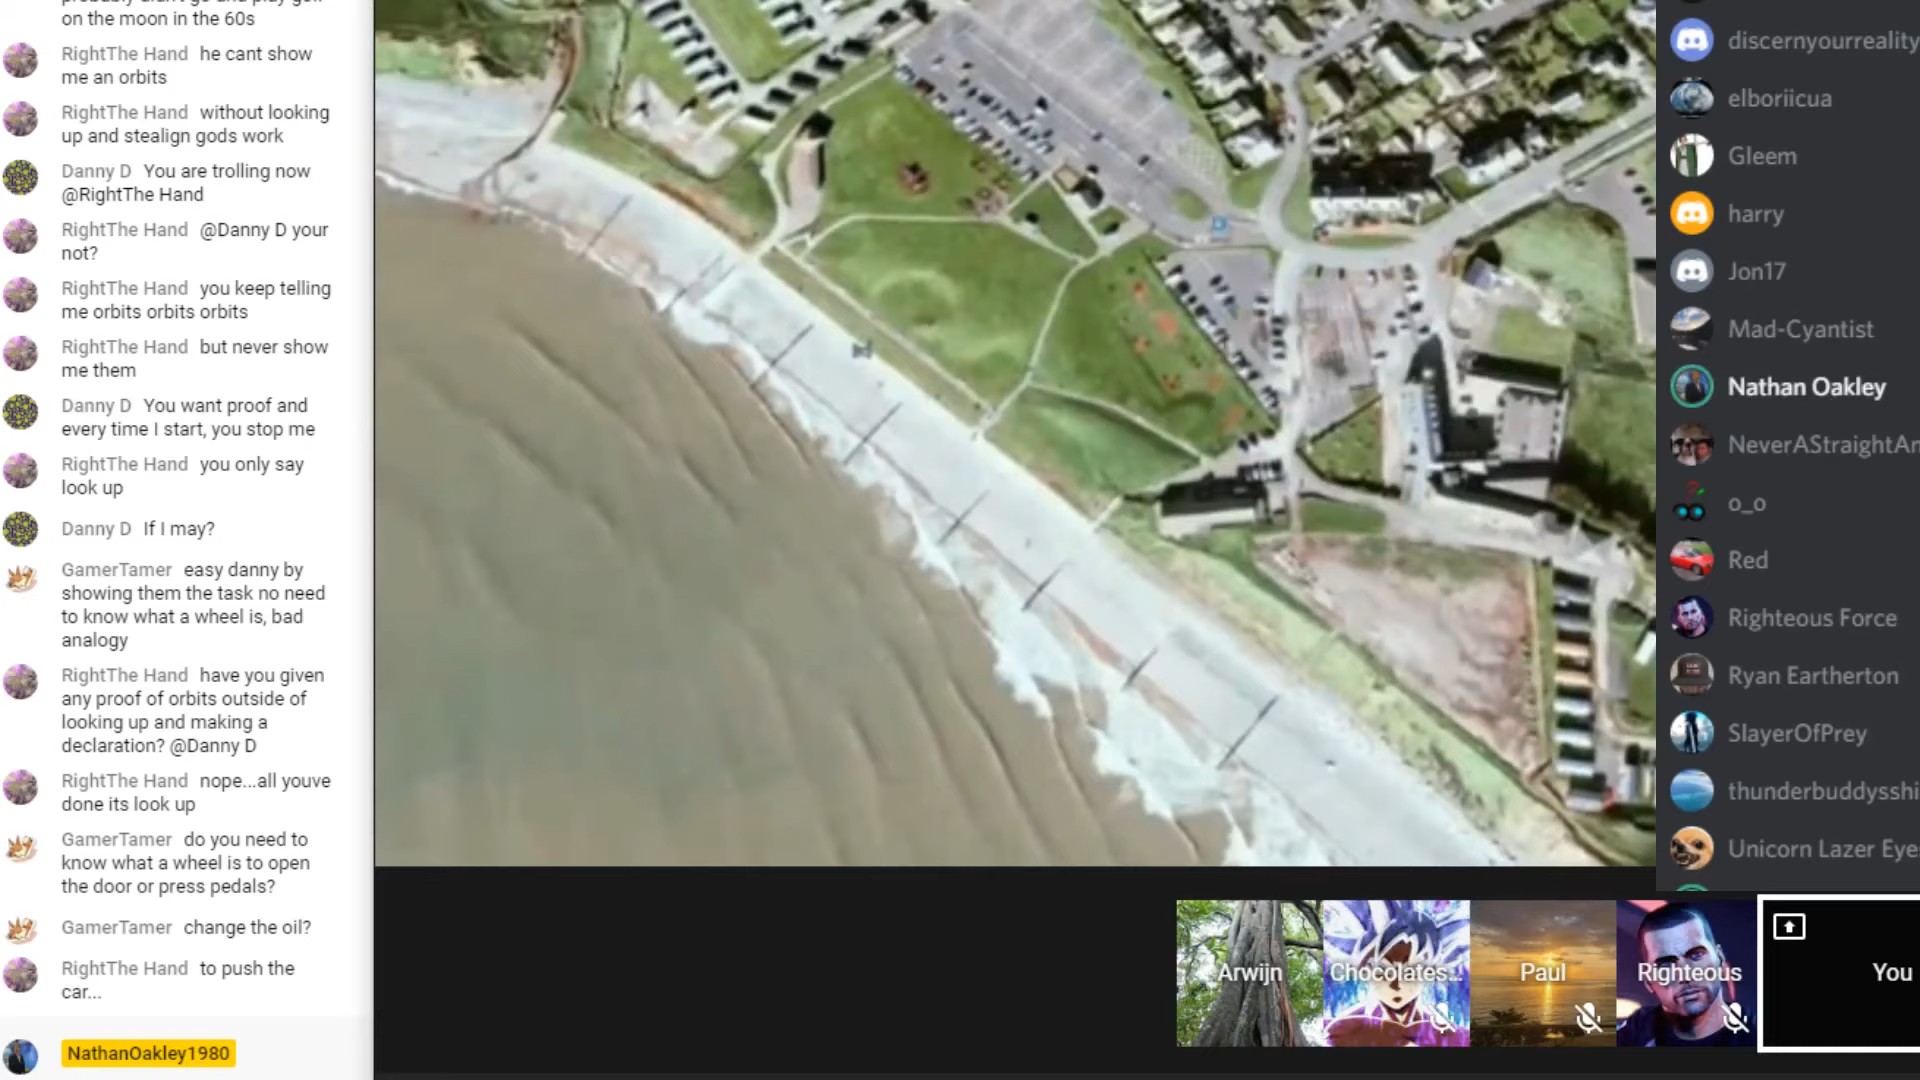 on the moon in the 60s
RightThe Hand he cant show
me an orbits
RightThe Hand without looking
up and stealign gods work
Danny D You are trolling now
@RightThe Hand
RightThe Hand @Danny D your
not?
RightThe Hand you keep telling
me orbits orbits orbits
RightThe Hand but never show
me them
Danny D You want proof and
every time I start, you stop me
RightThe Hand you only say
look up
Danny D If I may?
GamerTamer easy danny by
showing them the task no need
to know what a wheel is, bad
analogy
RightThe Hand have you given
any proof of orbits outside of
looking up and making a
declaration? @Danny D
RightThe Hand nope...all youve
done its look up
GamerTamer do you need to
know what a wheel is to open
the door or press pedals?
GamerTamer change the oil?
RightThe Hand to push the
car...
NathanOakley1980
discernyourreality
elboriicua
Gleem
harry
Jon17
Mad-Cyantist
Nathan Oakley
NeverAStraightAn
o_o
Red
Righteous Force
Ryan Eartherton
SlayerOfPrey
thunderbuddysshi
Unicorn Lazer Eye
Arwijn
Chocolates...
Paul
Righteous
You